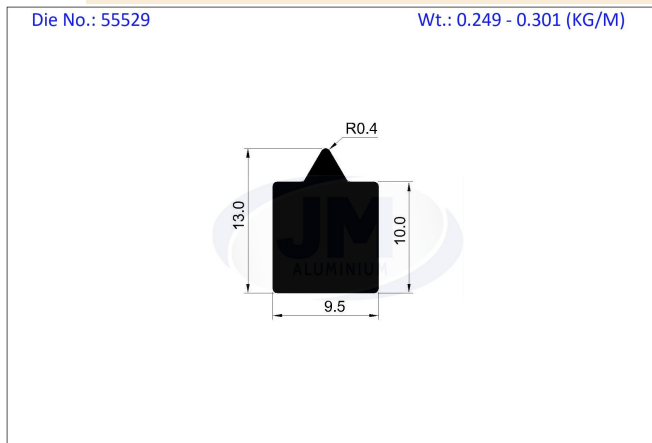 Die No.: 55529
Wt.: 0.249 - 0.301 (KG/M)
R0.4
13.0
10.0
JM
ALUMINIUM
9.5